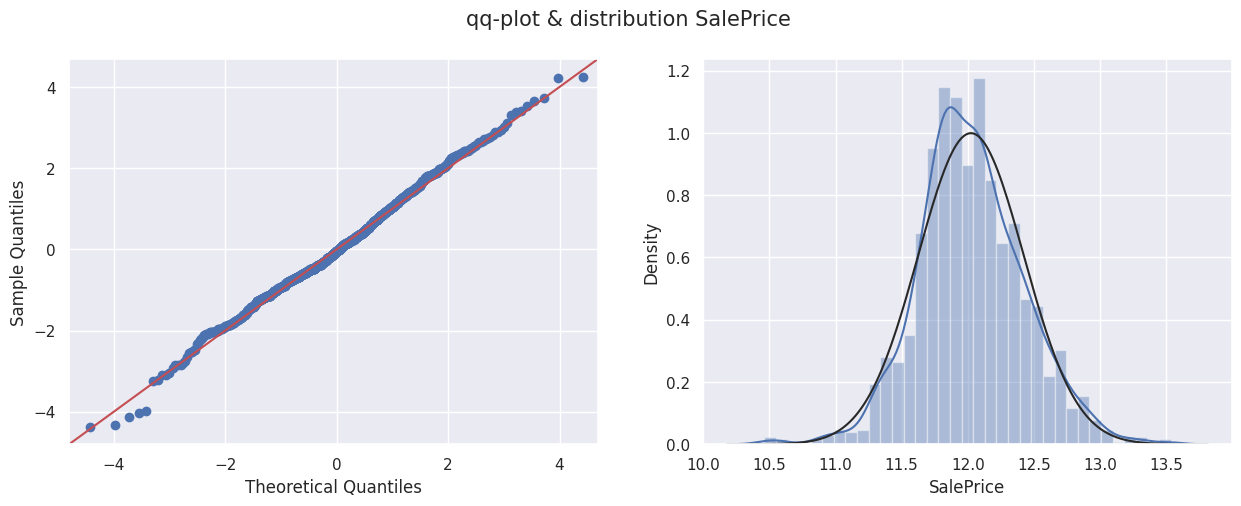 qq-plot & distribution SalePrice
Sample Quantiles
4
2
0
−2
−4
−4 −2 0 2 4
Theoretical Quantiles
Density
1.2
1.0
0.8
0.6
0.4
0.2
0.0
10.0 10.5 11.0 11.5 12.0 12.5 13.0 13.5
SalePrice